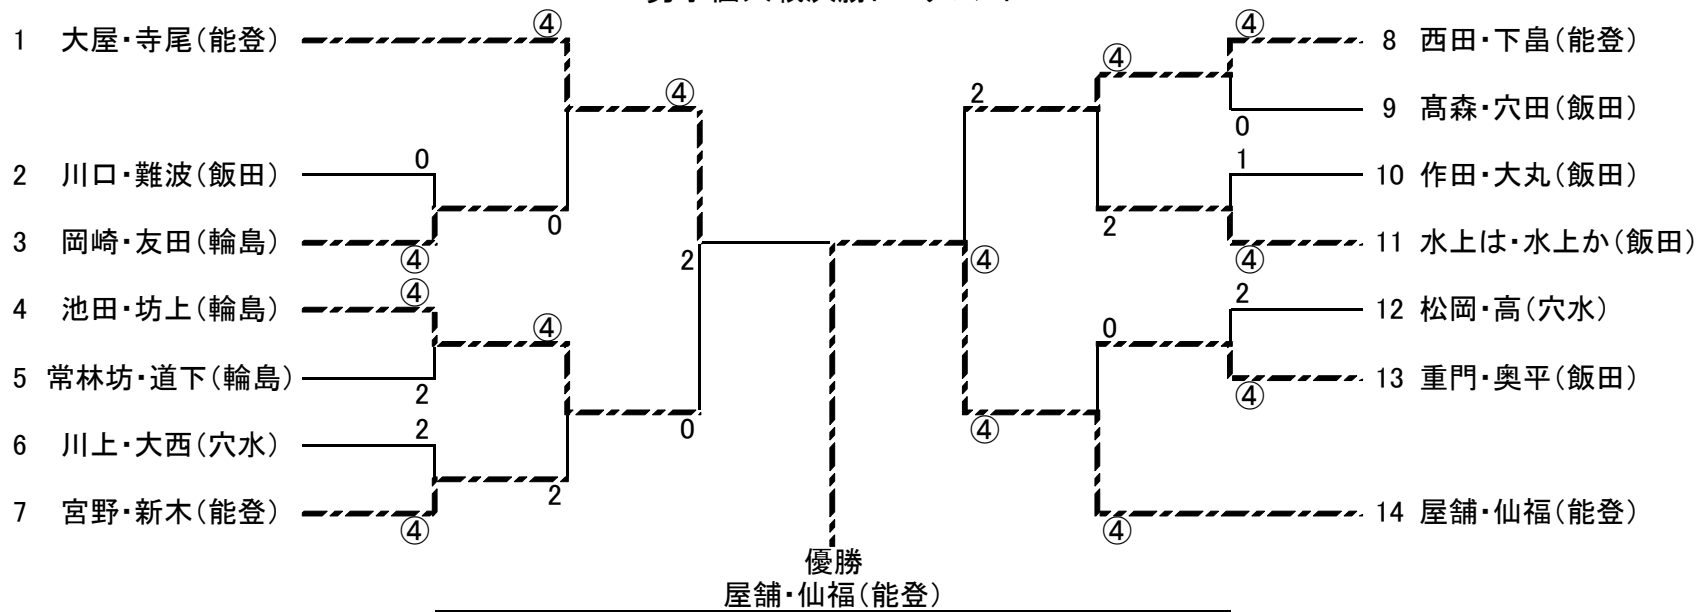 1 大屋・寺尾(能登)
④
2 川口・難波(飯田)
0
3 岡崎・友田(輪島)
④
0
④
4 池田・坊上(輪島)
④
5 常林坊・道下(輪島)
2
④
6 川上・大西(穴水)
2
7 宮野・新木(能登)
④
2
0
2
8 西田・下畠(能登)
④
9 髙森・穴田(飯田)
0
④
10 作田・大丸(飯田)
1
11 水上は・水上か(飯田)
④
2
2
12 松岡・高(穴水)
2
13 重門・奥平(飯田)
④
0
14 屋舗・仙福(能登)
④
④
④
優勝
屋舗・仙福(能登)